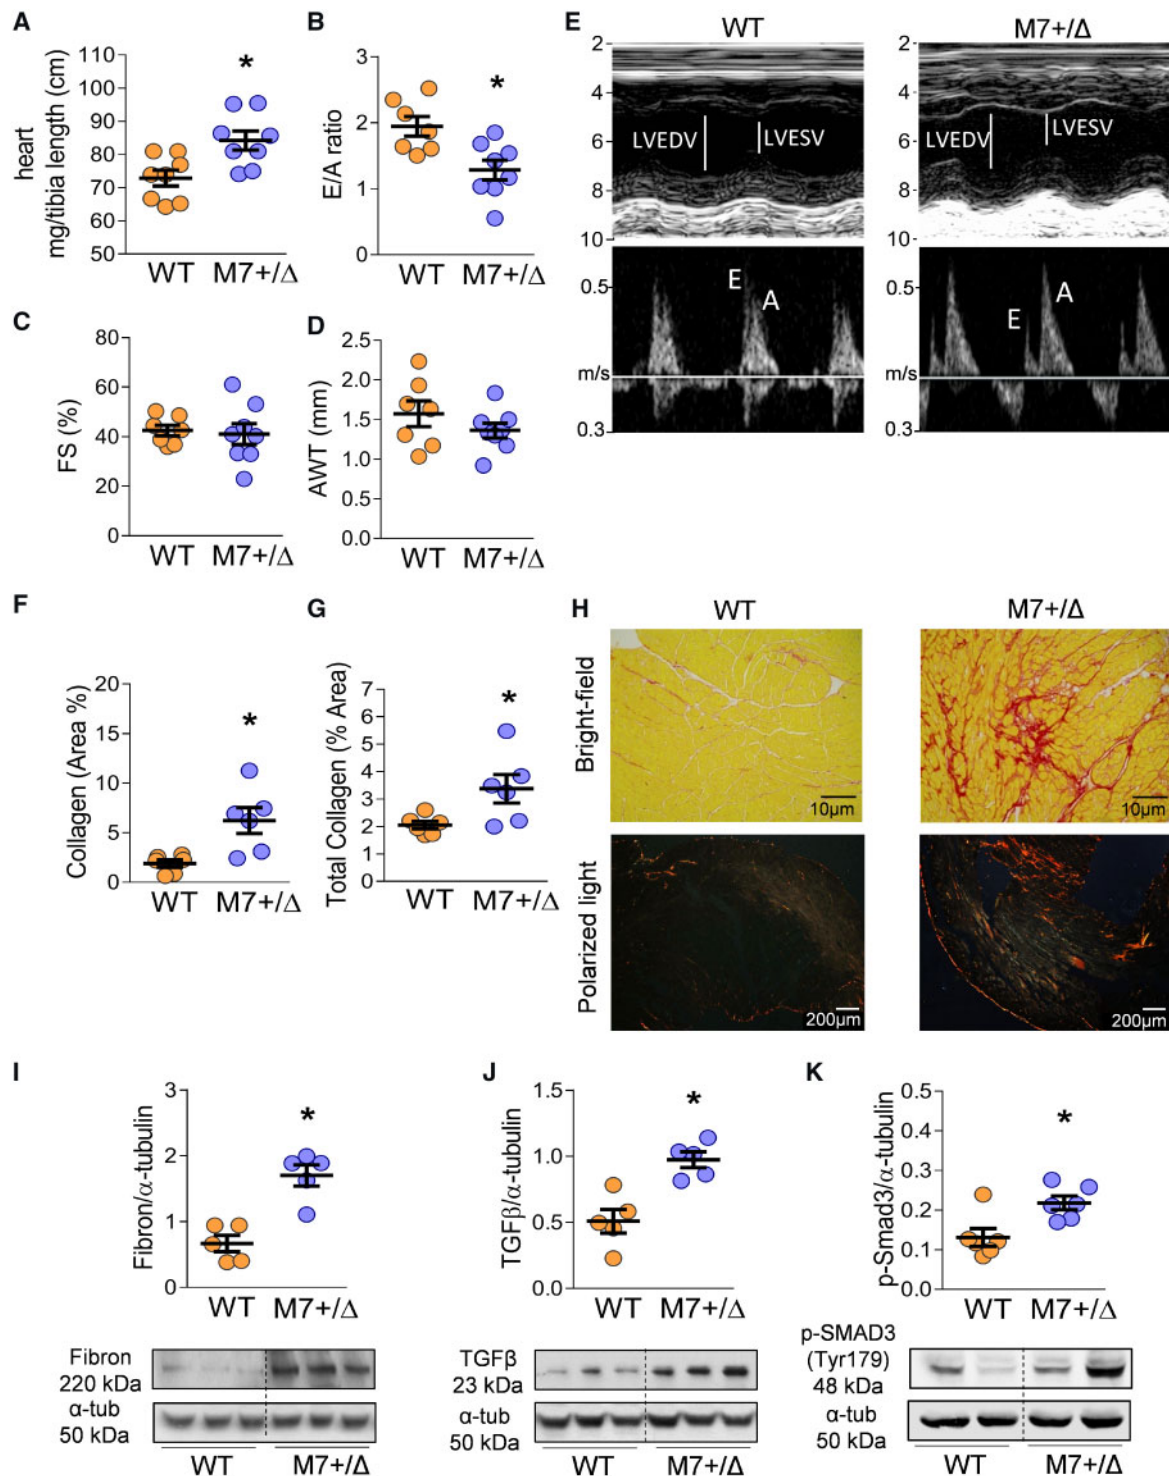 A
heart
mg/tibia length (cm)
110
100
90
80
70
60
50
*
WT M7+/Δ
B
E/A ratio
3
2
1
0
*
WT M7+/Δ
C
FS (%)
80
60
40
20
0
WT M7+/Δ
D
AWT (mm)
2.5
2.0
1.5
1.0
0.5
0.0
WT M7+/Δ
E
WT
M7+/Δ
2
4
6
8
10
LVEDV
LVESV
2
4
6
8
10
LVEDV
LVESV
0.5
m/s
0.3
E
A
0.5
m/s
0.3
E
A
F
Collagen (Area %)
20
15
10
5
0
*
WT M7+/Δ
G
Total Collagen (% Area)
7
6
5
4
3
2
1
0
*
WT M7+/Δ
H
WT
M7+/Δ
Bright-field
10µm
10µm
Polarized light
200µm
200µm
I
Fibron/α-tubulin
3
2
1
0
*
WT M7+/Δ
Fibron
220 kDa
α-tub
50 kDa
WT M7+/Δ
J
TGFβ/α-tubulin
1.5
1.0
0.5
0.0
*
WT M7+/Δ
TGFβ
23 kDa
α-tub
50 kDa
WT M7+/Δ
K
p-Smad3/α-tubulin
0.5
0.4
0.3
0.2
0.1
0.0
*
WT M7+/Δ
p-SMAD3
(Tyr179)
48 kDa
α-tub
50 kDa
WT M7+/Δ